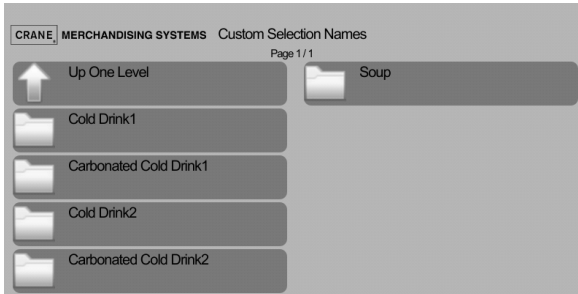 CRANE® MERCHANDISING SYSTEMS Custom Selection Names
Page 1 / 1
Up One Level
Cold Drink1
Carbonated Cold Drink1
Cold Drink2
Carbonated Cold Drink2
Soup